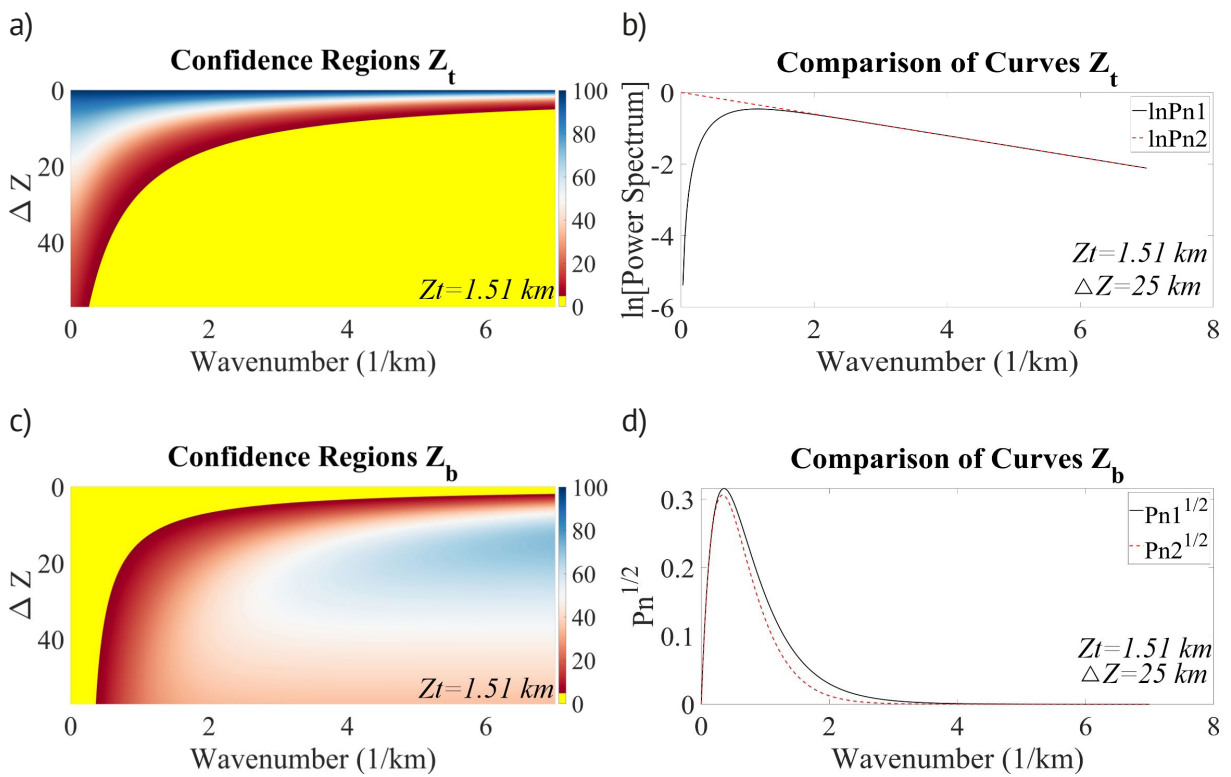 a)
Confidence Regions Z_t
0
20
40
Δ Z
0
2
4
6
Wavenumber (1/km)
100
80
60
40
20
0
Zt=1.51 km
b)
Comparison of Curves Z_t
0
-2
-4
-6
ln[Power Spectrum]
0
2
4
6
8
Wavenumber (1/km)
lnPn1
lnPn2
Zt=1.51 km
△Z=25 km
c)
Confidence Regions Z_b
0
20
40
Δ Z
0
2
4
6
Wavenumber (1/km)
100
80
60
40
20
0
Zt=1.51 km
d)
Comparison of Curves Z_b
0.3
0.2
0.1
0
Pn^1/2
0
2
4
6
8
Wavenumber (1/km)
Pn1^1/2
Pn2^1/2
Zt=1.51 km
△Z=25 km